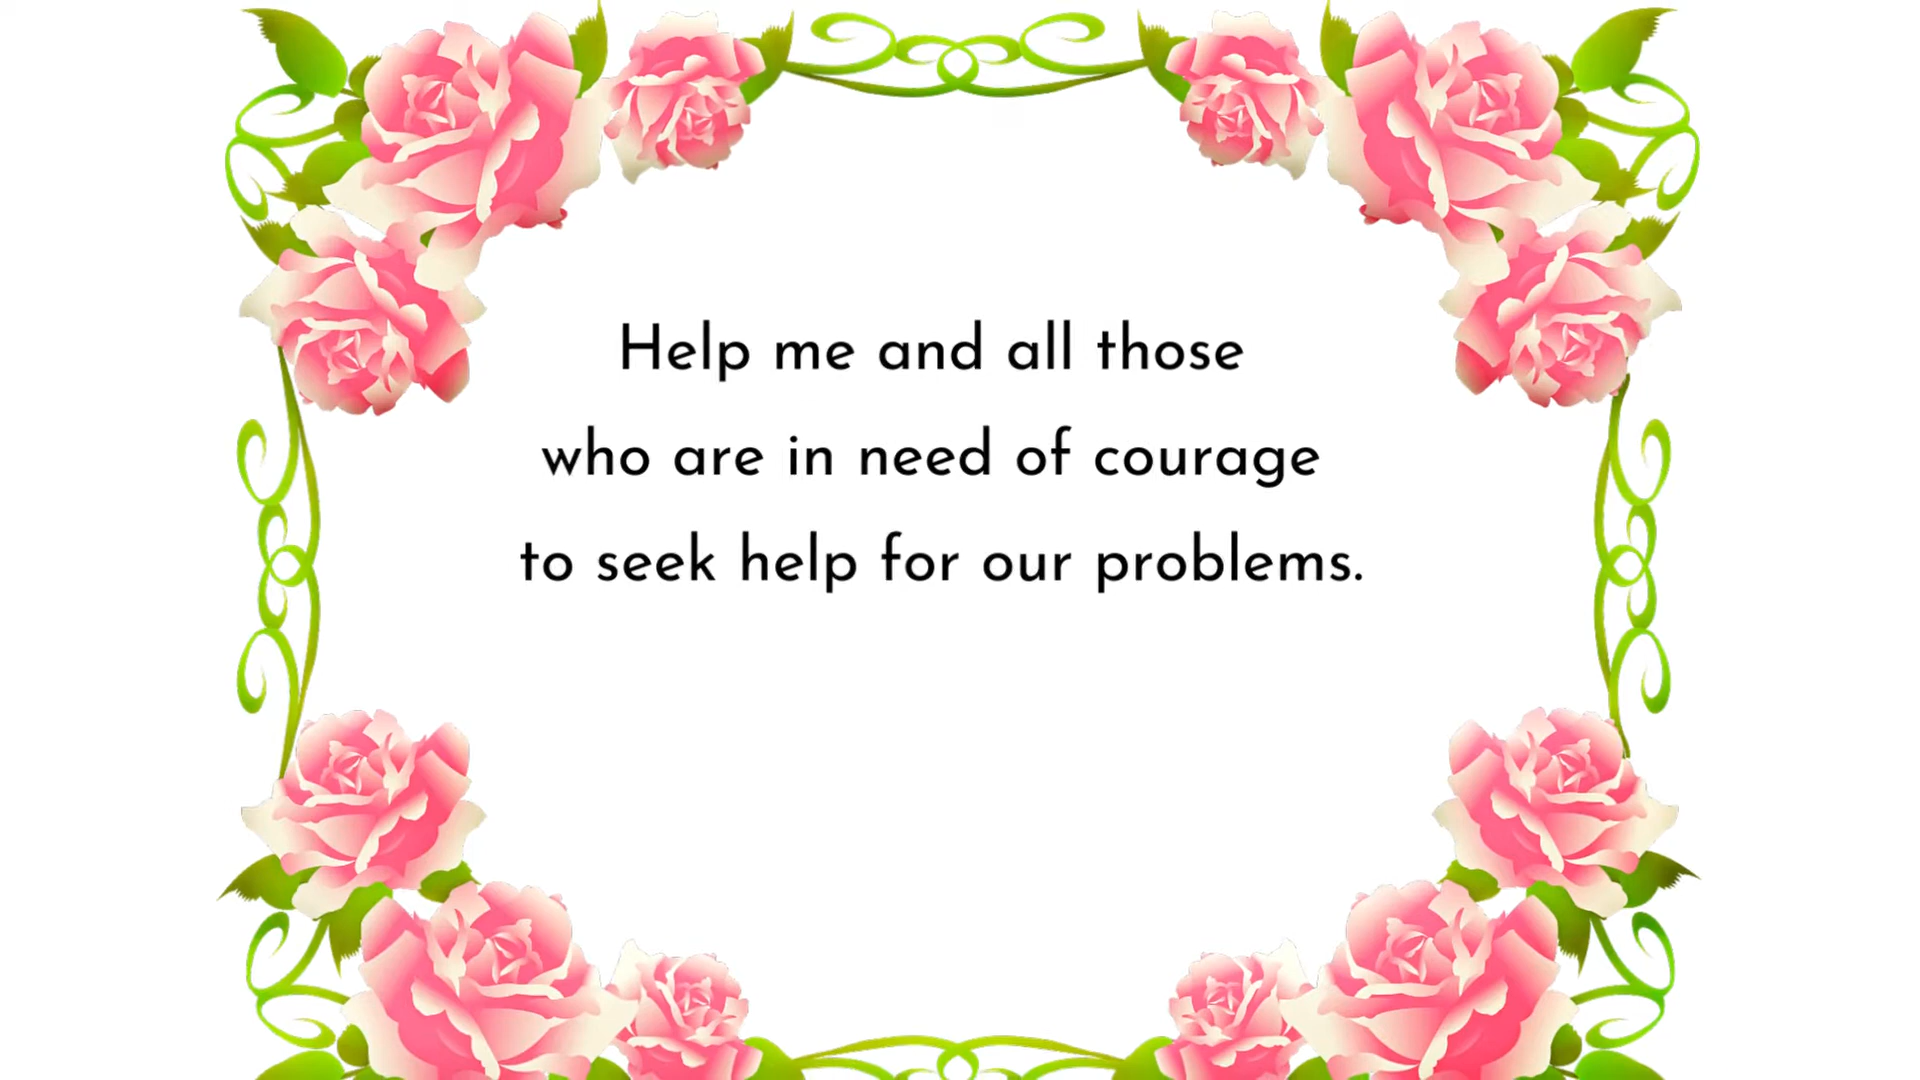 Help me and all those
who are in need of courage
to seek help for our problems.